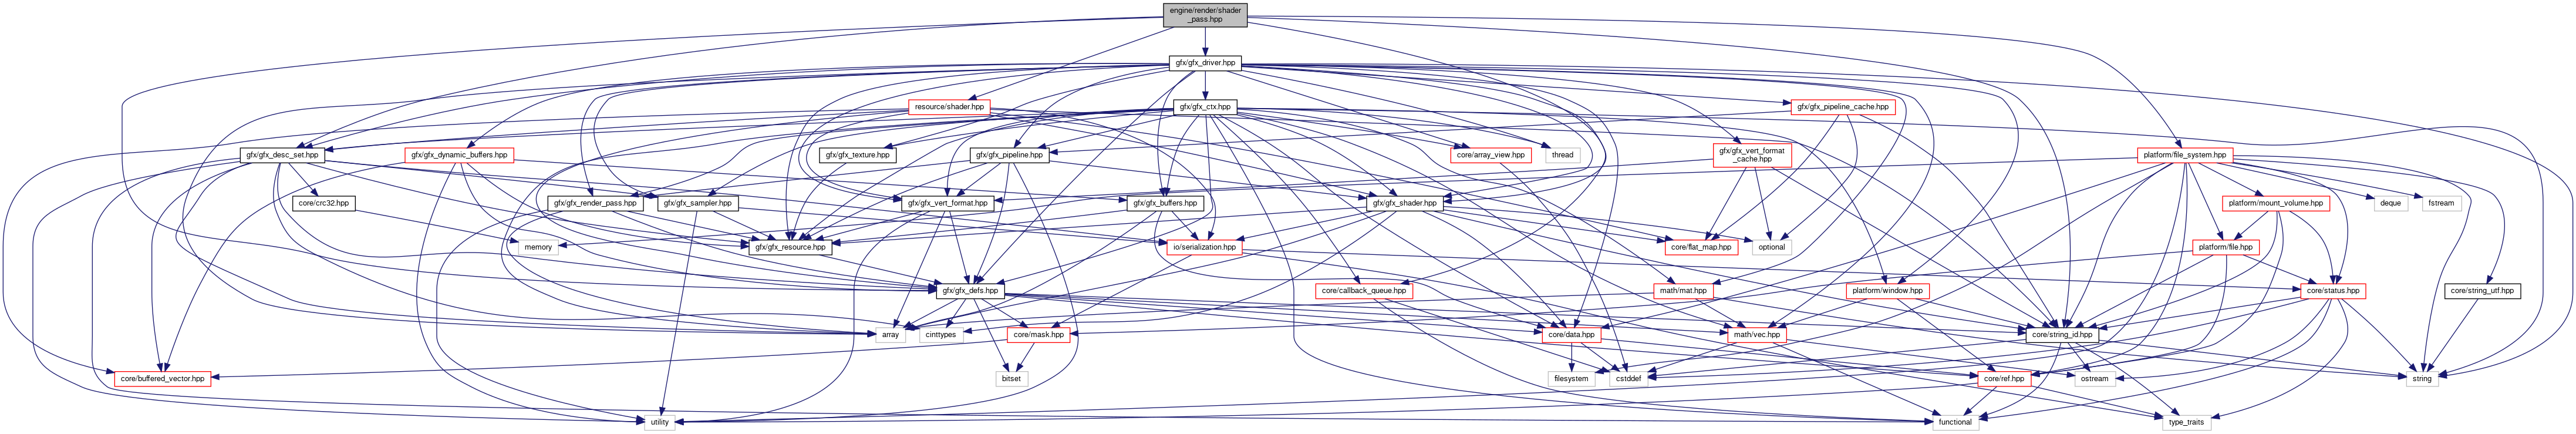 engine/render/shader
_pass.hpp
gfx/gfx_driver.hpp
resource/shader.hpp
gfx/gfx_ctx.hpp
gfx/gfx_pipeline_cache.hpp
gfx/gfx_desc_set.hpp
gfx/gfx_dynamic_buffers.hpp
gfx/gfx_texture.hpp
gfx/gfx_pipeline.hpp
core/array_view.hpp
thread
gfx/gfx_vert_format
_cache.hpp
platform/file_system.hpp
core/crc32.hpp
gfx/gfx_render_pass.hpp
gfx/gfx_sampler.hpp
gfx/gfx_vert_format.hpp
gfx/gfx_buffers.hpp
gfx/gfx_shader.hpp
platform/mount_volume.hpp
deque
fstream
memory
gfx/gfx_resource.hpp
io/serialization.hpp
core/flat_map.hpp
optional
platform/file.hpp
gfx/gfx_defs.hpp
core/callback_queue.hpp
math/mat.hpp
platform/window.hpp
core/status.hpp
core/string_utf.hpp
array
cinttypes
core/mask.hpp
core/data.hpp
math/vec.hpp
core/string_id.hpp
core/buffered_vector.hpp
bitset
filesystem
cstddef
core/ref.hpp
ostream
string
utility
functional
type_traits